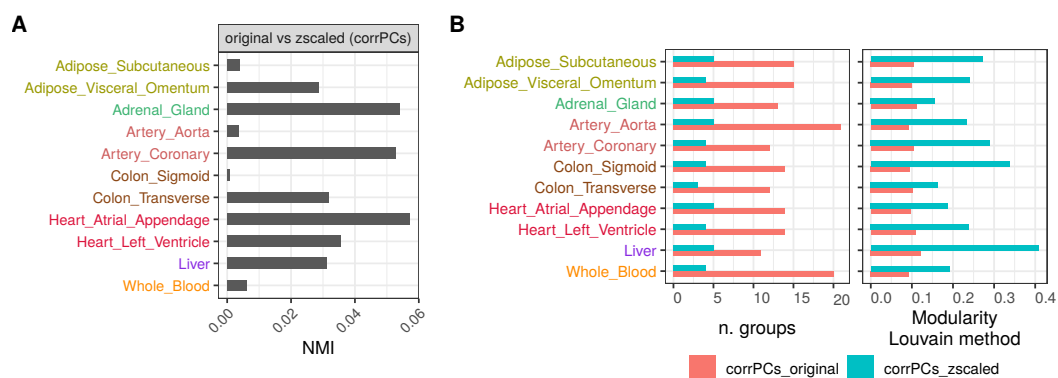 A
original vs zscaled (corrPCs)
Adipose_Subcutaneous
Adipose_Visceral_Omentum
Adrenal_Gland
Artery_Aorta
Artery_Coronary
Colon_Sigmoid
Colon_Transverse
Heart_Atrial_Appendage
Heart_Left_Ventricle
Liver
Whole_Blood
0.00 0.02 0.04 0.06
NMI
B
Adipose_Subcutaneous
Adipose_Visceral_Omentum
Adrenal_Gland
Artery_Aorta
Artery_Coronary
Colon_Sigmoid
Colon_Transverse
Heart_Atrial_Appendage
Heart_Left_Ventricle
Liver
Whole_Blood
0 5 10 15 20
n. groups
0.0 0.1 0.2 0.3 0.4
Modularity
Louvain method
corrPCs_original corrPCs_zscaled